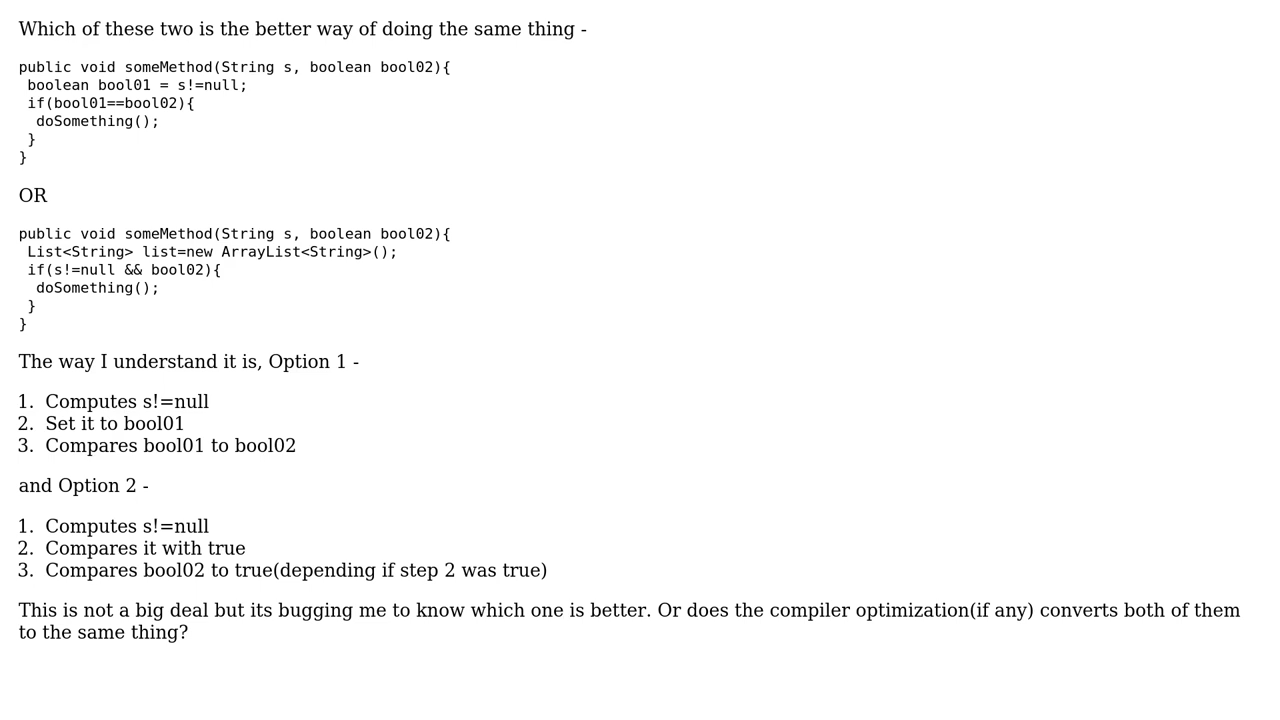 Which of these two is the better way of doing the same thing -
public void someMethod(String s, boolean bool02){
 boolean bool01 = s!=null;
 if(bool01==bool02){
  doSomething();
 }
}
OR
public void someMethod(String s, boolean bool02){
 List<String> list=new ArrayList<String>();
 if(s!=null && bool02){
  doSomething();
 }
}
The way I understand it is, Option 1 -
1. Computes s!=null
2. Set it to bool01
3. Compares bool01 to bool02
and Option 2 -
1. Computes s!=null
2. Compares it with true
3. Compares bool02 to true(depending if step 2 was true)
This is not a big deal but its bugging me to know which one is better. Or does the compiler optimization(if any) converts both of them
to the same thing?